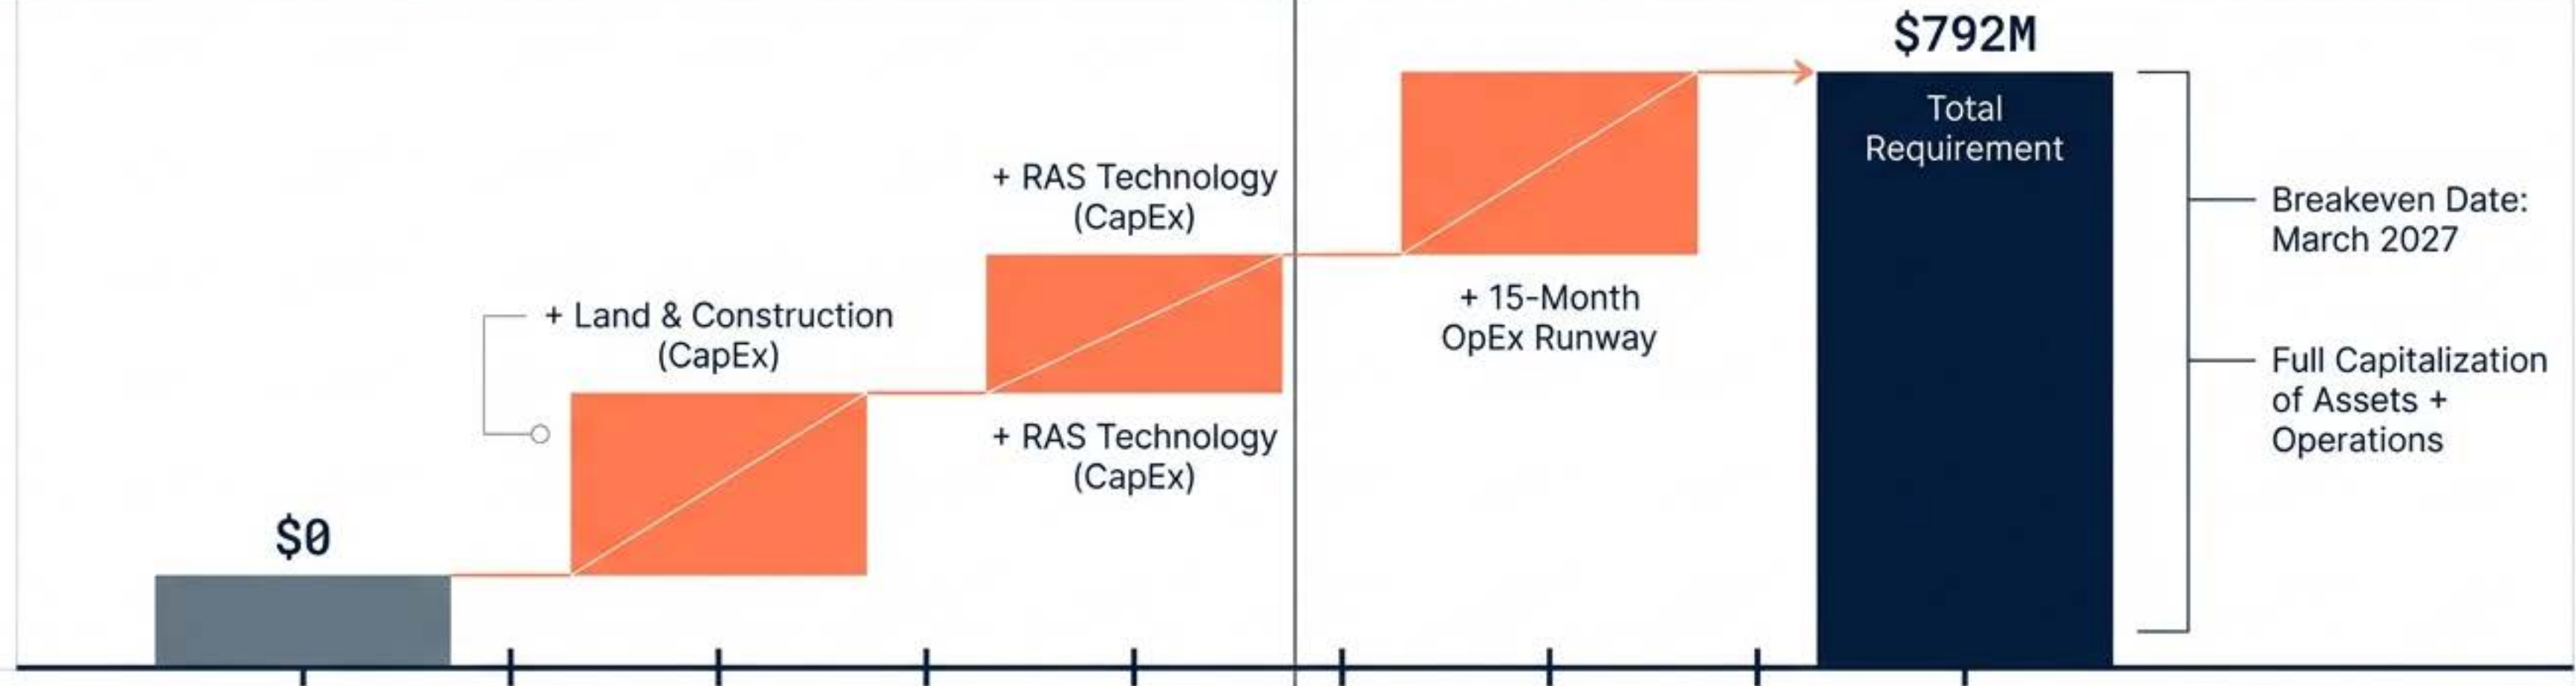 $792M
Total
Requirement
+ RAS Technology
(CapEx)
Breakeven Date:
March 2027
+ Land & Construction
(CapEx)
+ 15-Month
OpEx Runway
Full Capitalization
of Assets +
Operations
+ RAS Technology
(CapEx)
$0